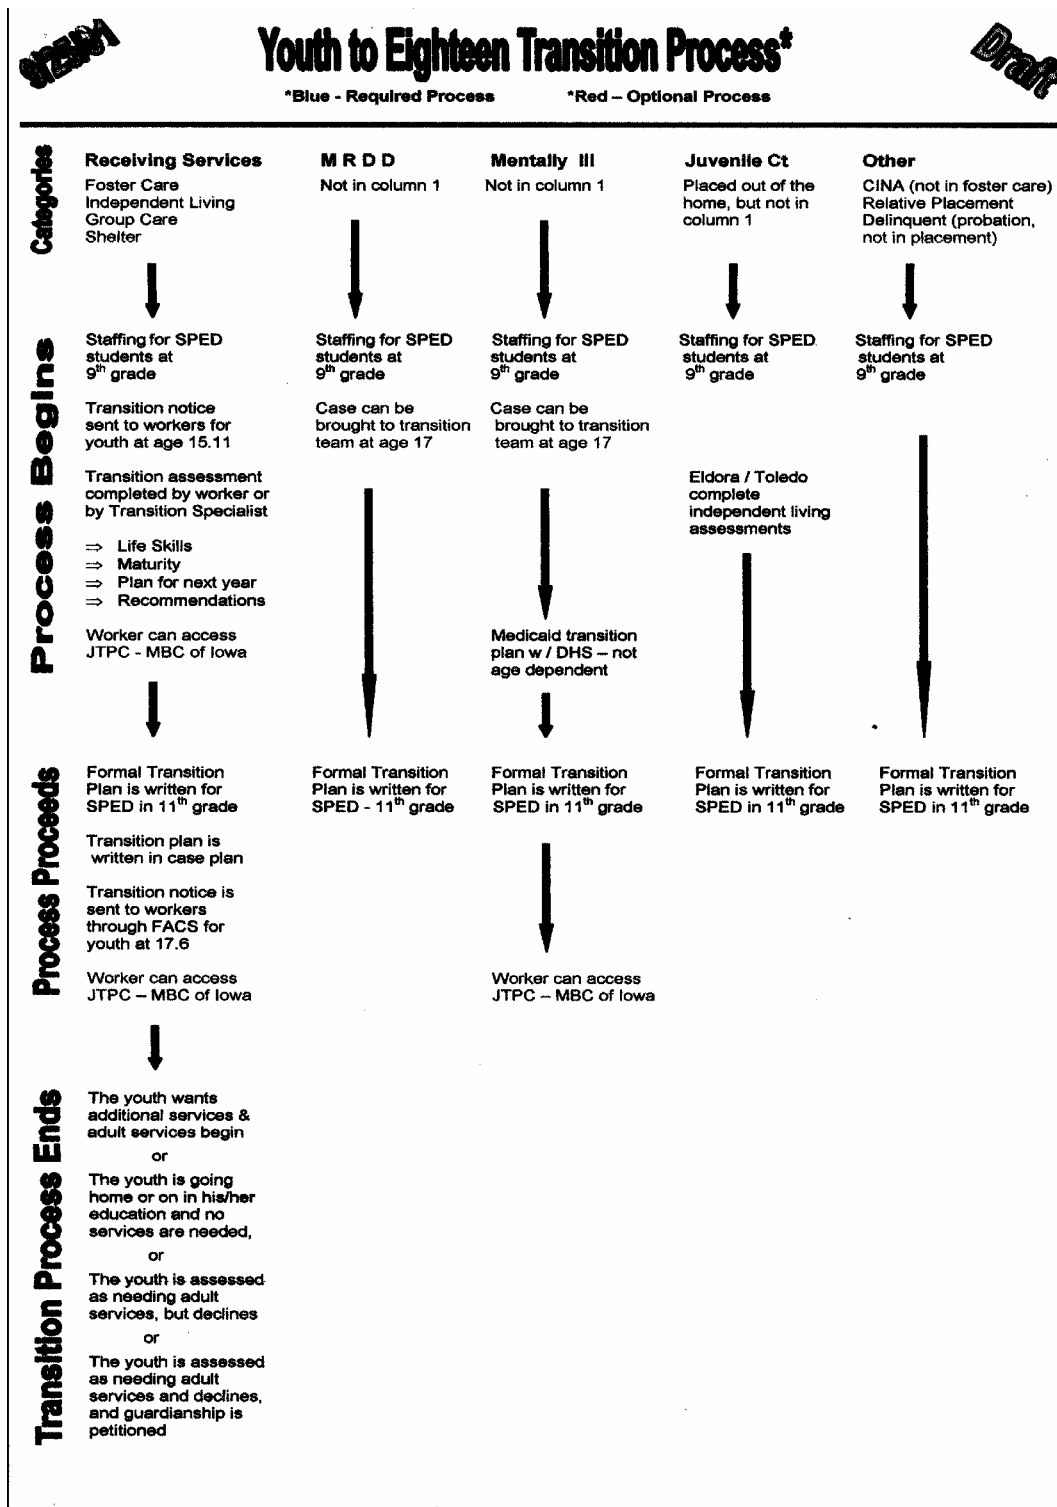 9/25/01
Youth to Eighteen Transition Process*
Draft
*Blue - Required Process *Red – Optional Process
Categories
Receiving Services
Foster Care
Independent Living
Group Care
Shelter
M R D D
Not in column 1
Mentally Ill
Not in column 1
Juvenile Ct
Placed out of the
home, but not in
column 1
Other
CINA (not in foster care)
Relative Placement
Delinquent (probation,
not in placement)
Process Begins
Staffing for SPED
students at
9th grade
Transition notice
sent to workers for
youth at age 15.11
Transition assessment
completed by worker or
by Transition Specialist
⇒ Life Skills
⇒ Maturity
⇒ Plan for next year
⇒ Recommendations
Worker can access
JTPC - MBC of Iowa
Staffing for SPED
students at
9th grade
Case can be
brought to transition
team at age 17
Staffing for SPED
students at
9th grade
Case can be
brought to transition
team at age 17
Medicaid transition
plan w / DHS – not
age dependent
Staffing for SPED
students at
9th grade
Eldora / Toledo
complete
independent living
assessments
Staffing for SPED
students at
9th grade
Process Proceeds
Formal Transition
Plan is written for
SPED in 11th grade
Transition plan is
written in case plan
Transition notice is
sent to workers
through FACS for
youth at 17.6
Worker can access
JTPC – MBC of Iowa
Formal Transition
Plan is written for
SPED - 11th grade
Formal Transition
Plan is written for
SPED in 11th grade
Worker can access
JTPC – MBC of Iowa
Formal Transition
Plan is written for
SPED in 11th grade
Formal Transition
Plan is written for
SPED in 11th grade
Transition Process Ends
The youth wants
additional services &
adult services begin
or
The youth is going
home or on in his/her
education and no
services are needed,
or
The youth is assessed
as needing adult
services, but declines
or
The youth is assessed
as needing adult
services and declines,
and guardianship is
petitioned